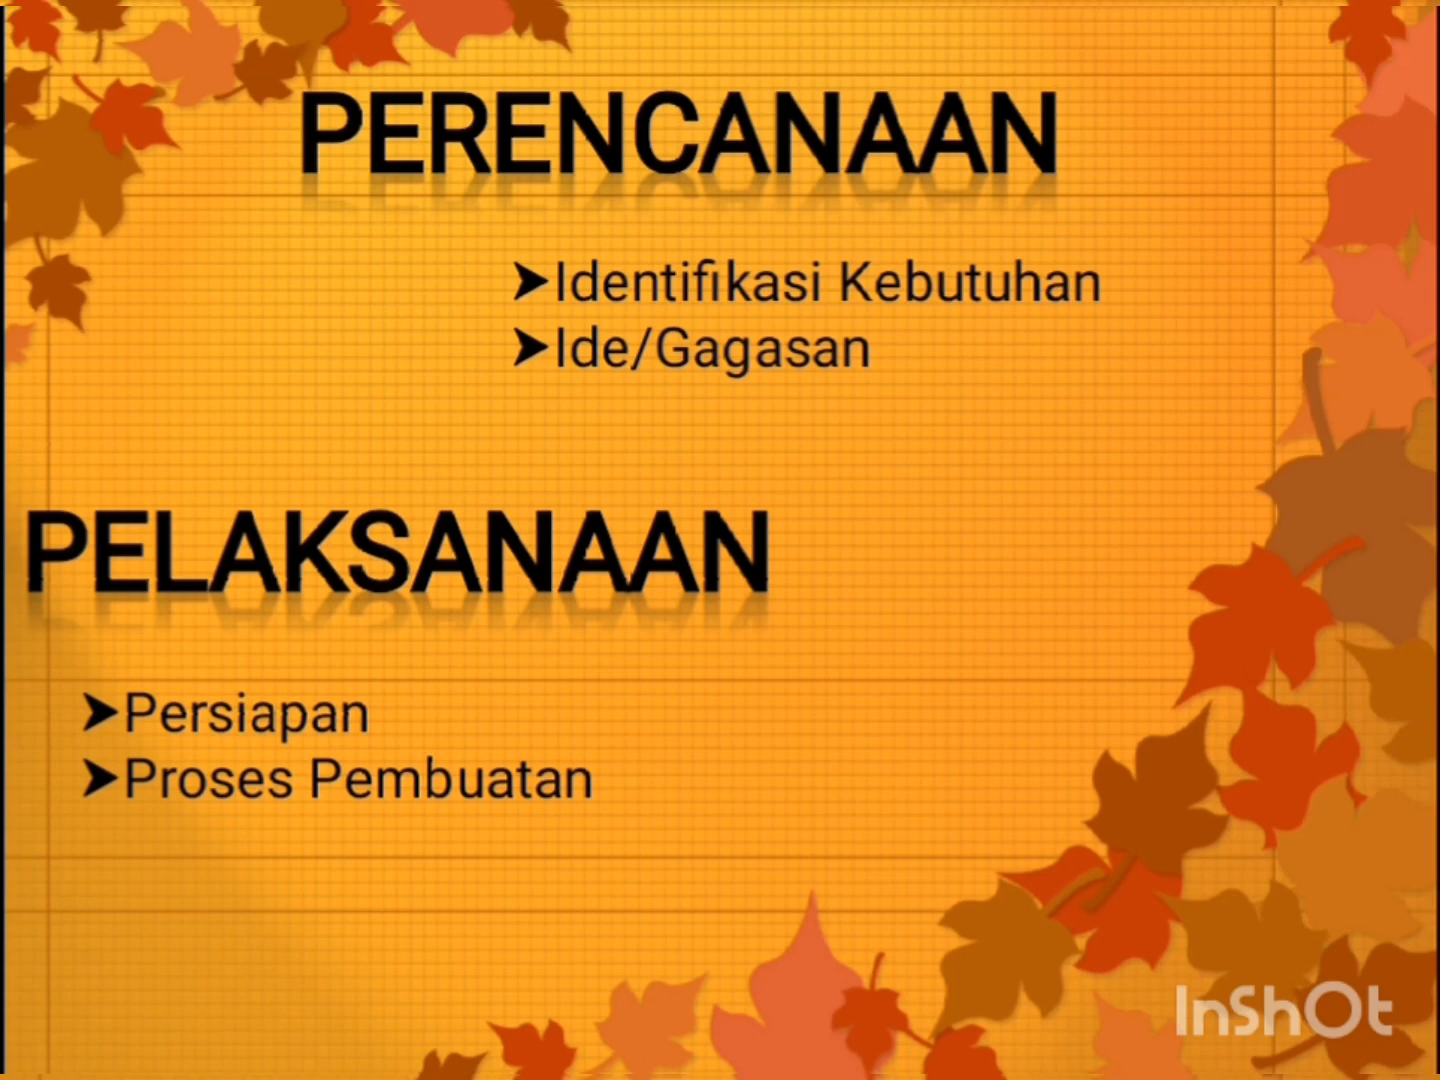 PERENCANAAN
➤Identifikasi Kebutuhan
➤Ide/Gagasan
PELAKSANAAN
➤Persiapan
➤Proses Pembuatan
InShOt